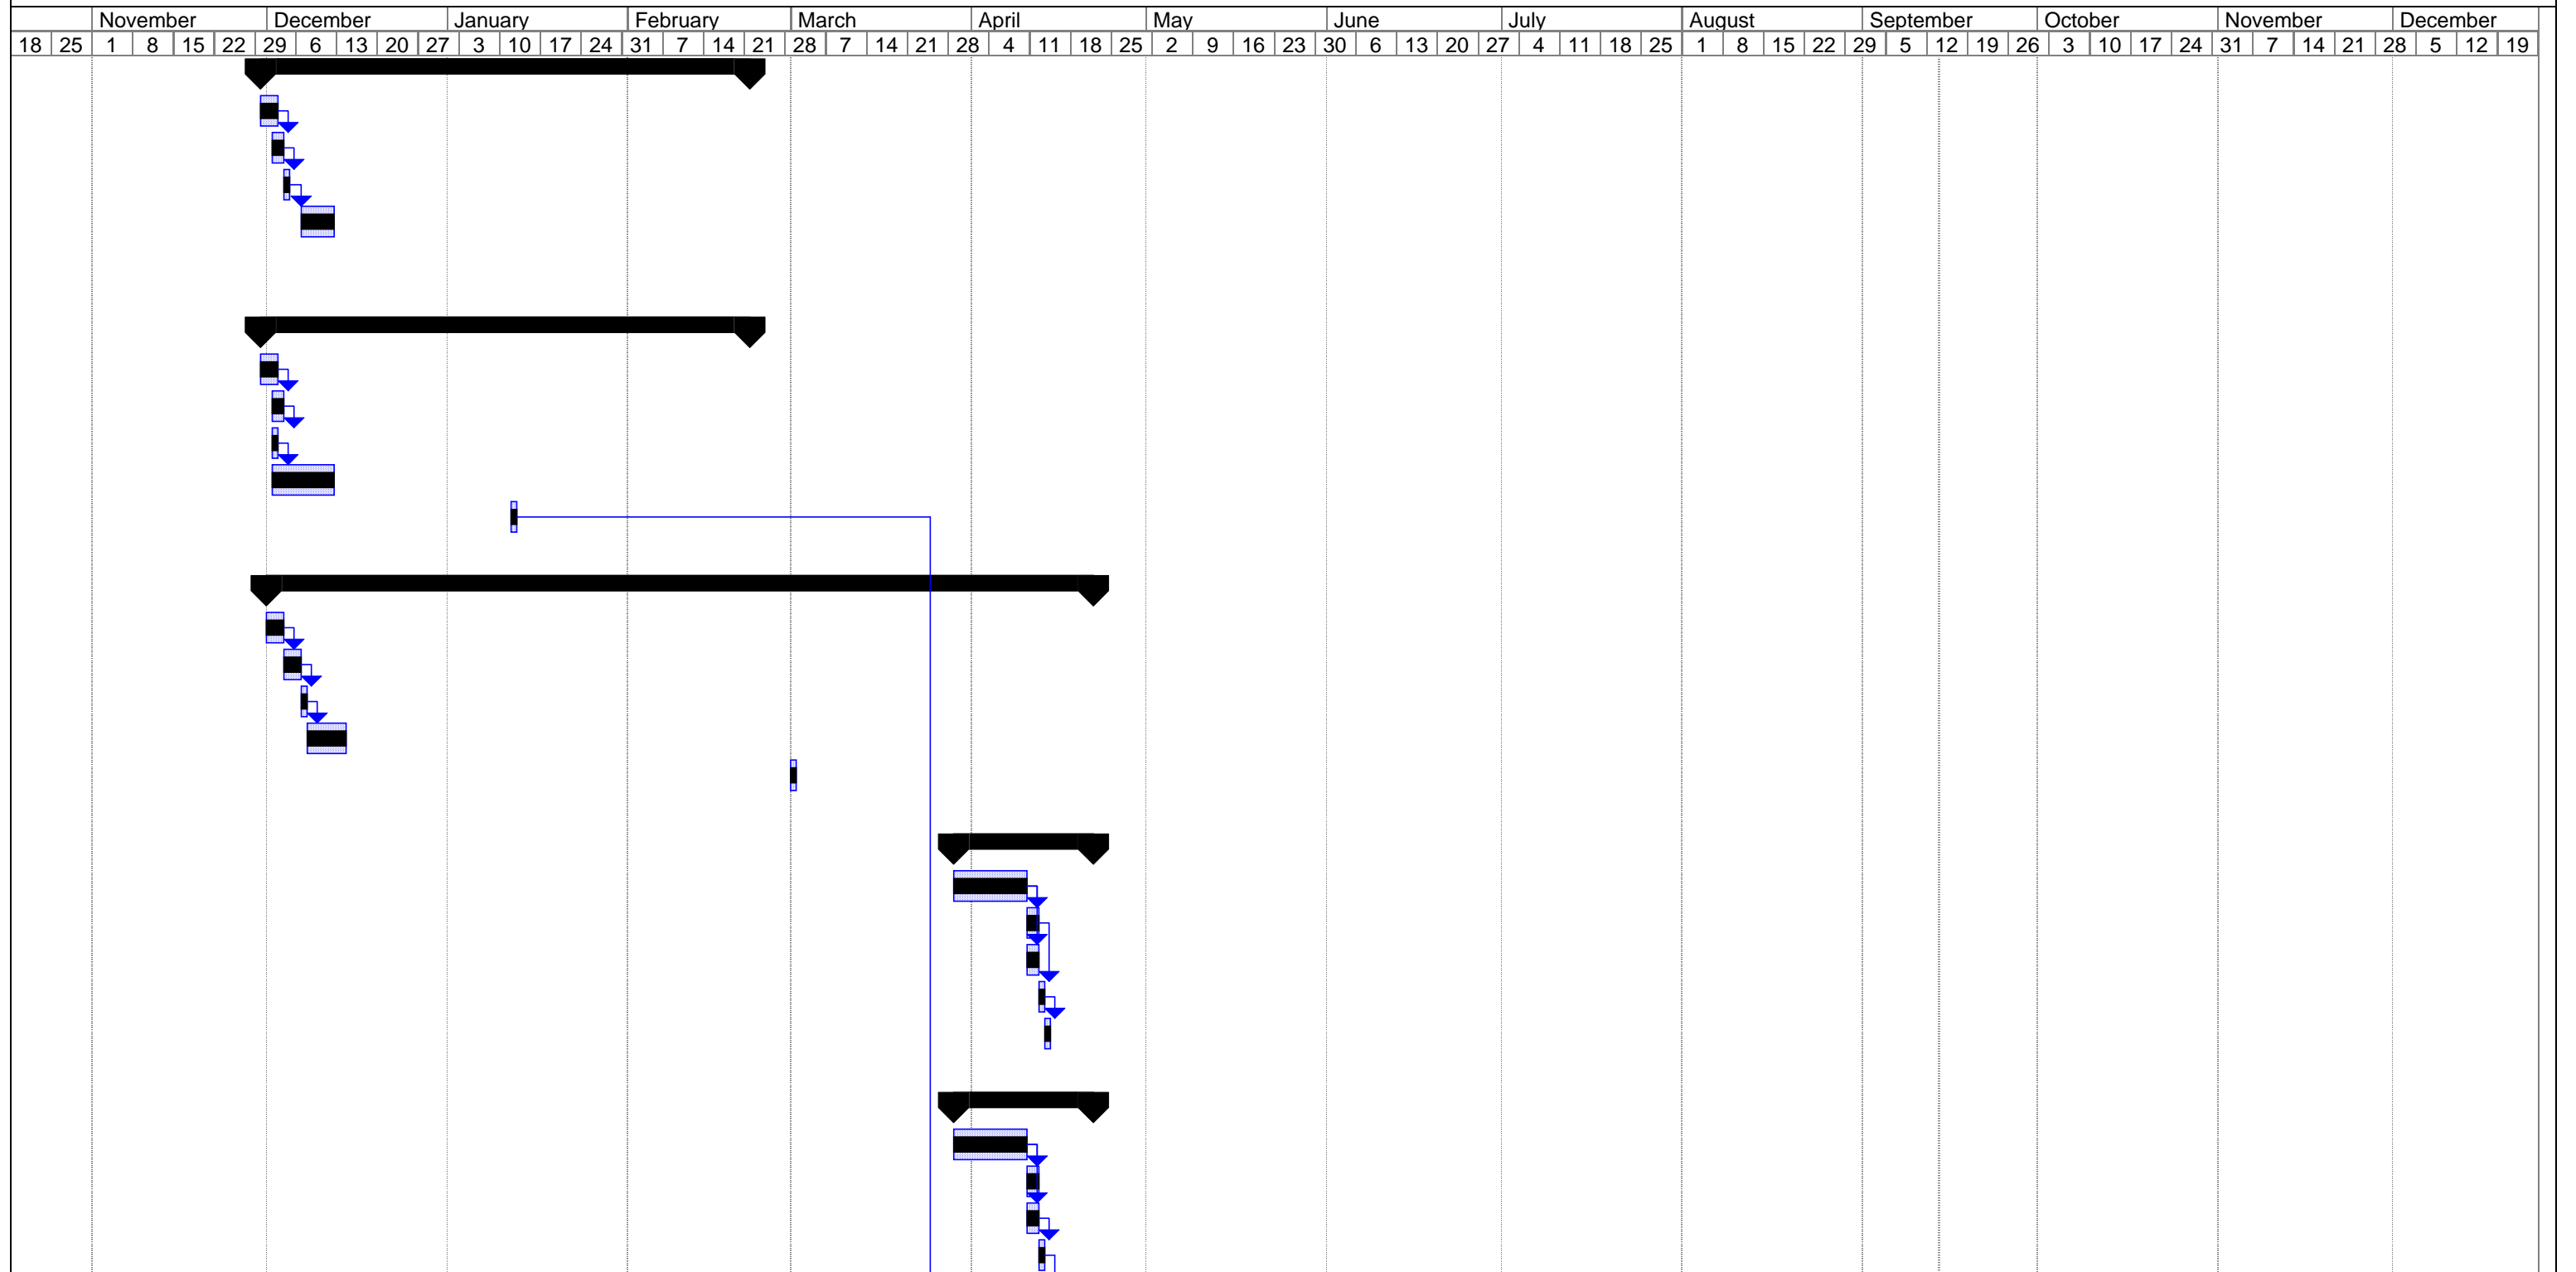 November December January February March April May June July August September October November December
18 25 1 8 15 22 29 6 13 20 27 3 10 17 24 31 7 14 21 28 7 14 21 28 4 11 18 25 2 9 16 23 30 6 13 20 27 4 11 18 25 1 8 15 22 29 5 12 19 26 3 10 17 24 31 7 14 21 28 5 12 19